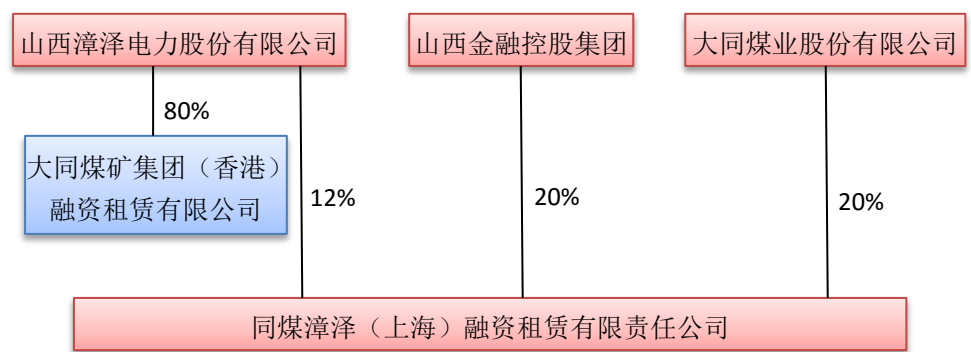 山西漳泽电力股份有限公司
山西金融控股集团
大同煤业股份有限公司
80%
大同煤矿集团（香港）
融资租赁有限公司
12%
20%
20%
同煤漳泽（上海）融资租赁有限责任公司